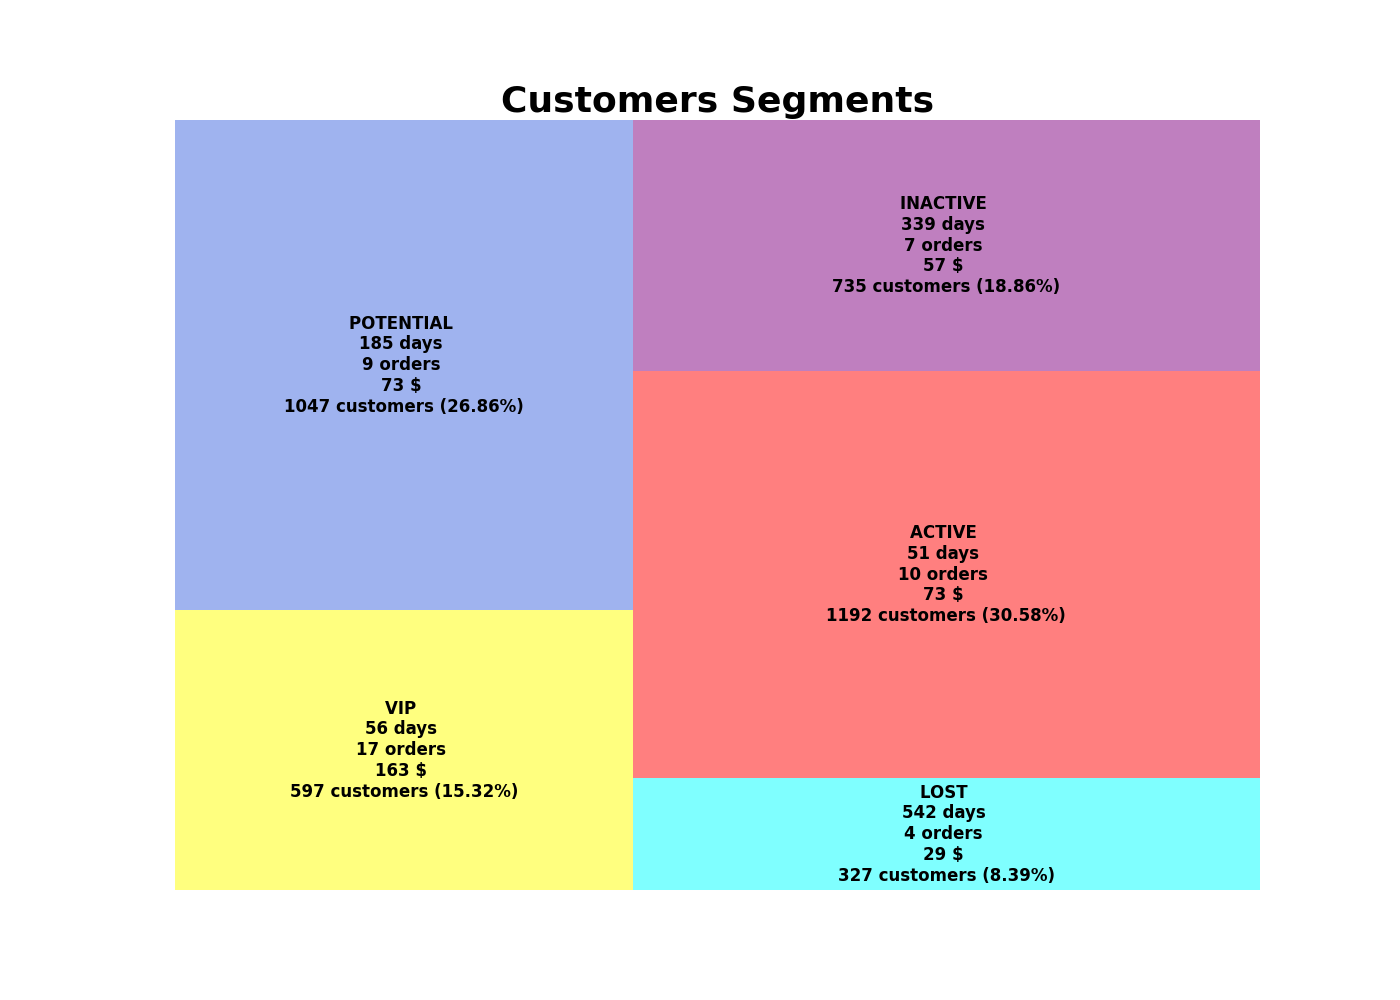 Customers Segments
POTENTIAL
185 days
9 orders
73 $
1047 customers (26.86%)
VIP
56 days
17 orders
163 $
597 customers (15.32%)
INACTIVE
339 days
7 orders
57 $
735 customers (18.86%)
ACTIVE
51 days
10 orders
73 $
1192 customers (30.58%)
LOST
542 days
4 orders
29 $
327 customers (8.39%)